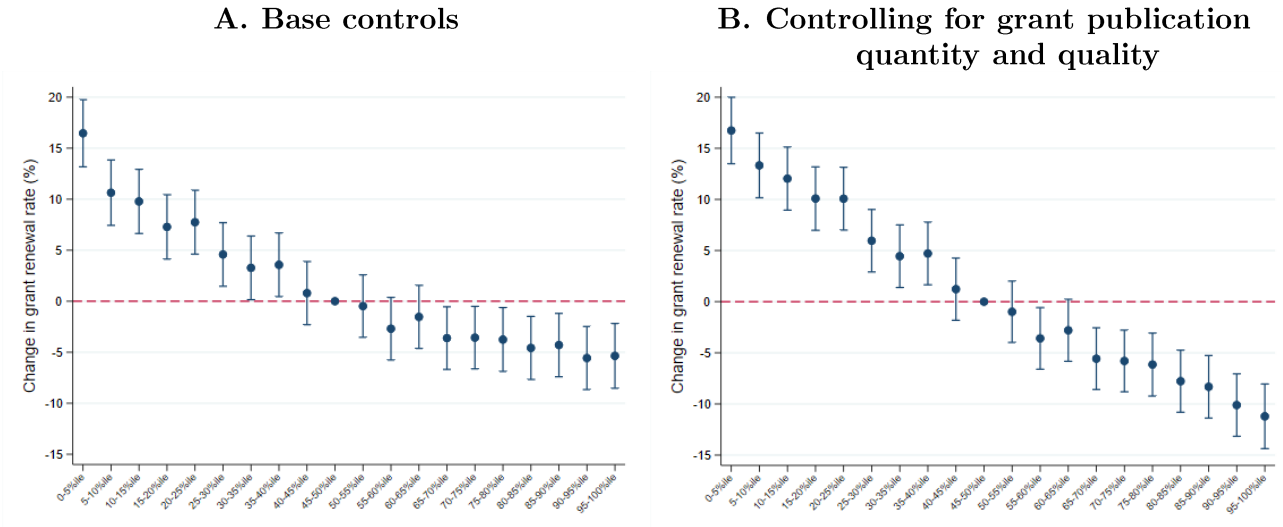 A. Base controls
20
15
10
5
0
-5
-10
-15
Change in grant renewal rate (%)
0-5%ile
5-10%ile
10-15%ile
15-20%ile
20-25%ile
25-30%ile
30-35%ile
35-40%ile
40-45%ile
45-50%ile
50-55%ile
55-60%ile
60-65%ile
65-70%ile
70-75%ile
75-80%ile
80-85%ile
85-90%ile
90-95%ile
95-100%ile
B. Controlling for grant publication
quantity and quality
20
15
10
5
0
-5
-10
-15
Change in grant renewal rate (%)
0-5%ile
5-10%ile
10-15%ile
15-20%ile
20-25%ile
25-30%ile
30-35%ile
35-40%ile
40-45%ile
45-50%ile
50-55%ile
55-60%ile
60-65%ile
65-70%ile
70-75%ile
75-80%ile
80-85%ile
85-90%ile
90-95%ile
95-100%ile